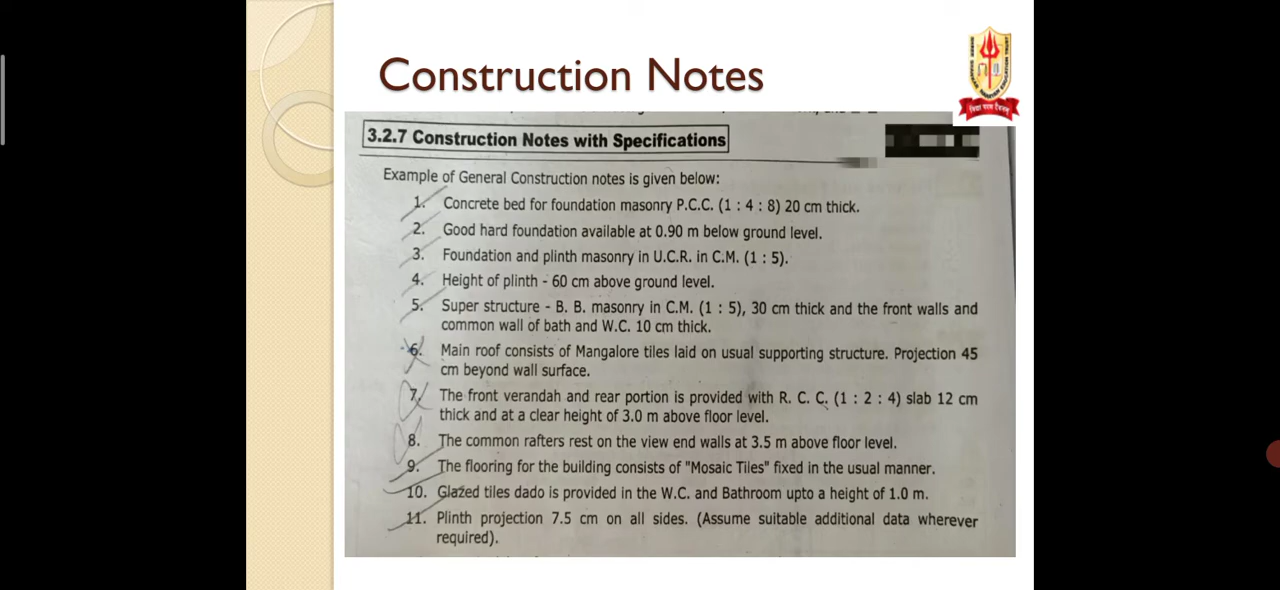 Construction Notes
3.2.7 Construction Notes with Specifications
Example of General Construction notes is given below:
1. Concrete bed for foundation masonry P.C.C. (1 : 4 : 8) 20 cm thick.
2. Good hard foundation available at 0.90 m below ground level.
3. Foundation and plinth masonry in U.C.R. in C.M. (1 : 5).
4. Height of plinth - 60 cm above ground level.
5. Super structure - B. B. masonry in C.M. (1 : 5), 30 cm thick and the front walls and
common wall of bath and W.C. 10 cm thick.
6. Main roof consists of Mangalore tiles laid on usual supporting structure. Projection 45
cm beyond wall surface.
7. The front verandah and rear portion is provided with R. C. C. (1 : 2 : 4) slab 12 cm
thick and at a clear height of 3.0 m above floor level.
8. The common rafters rest on the view end walls at 3.5 m above floor level.
9. The flooring for the building consists of "Mosaic Tiles" fixed in the usual manner.
10. Glazed tiles dado is provided in the W.C. and Bathroom upto a height of 1.0 m.
11. Plinth projection 7.5 cm on all sides. (Assume suitable additional data wherever
required).